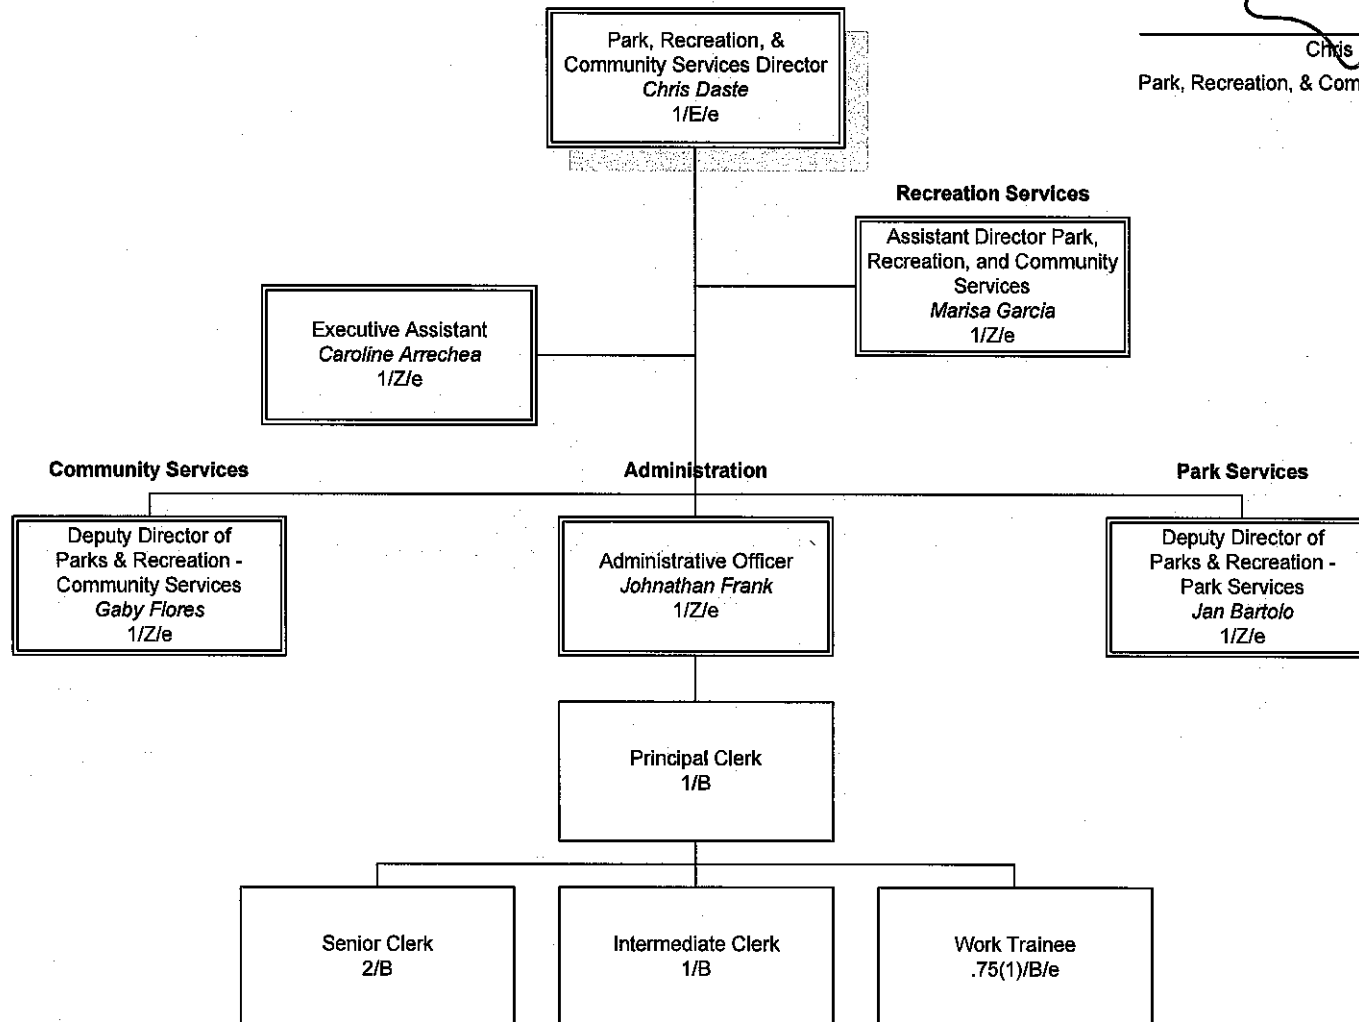 Park, Recreation, &
Community Services Director
Chris Daste
1/E/e
Chris
Park, Recreation, & Com
Recreation Services
Assistant Director Park,
Recreation, and Community
Services
Marisa Garcia
1/Z/e
Executive Assistant
Caroline Arrechea
1/Z/e
Community Services
Administration
Park Services
Deputy Director of
Parks & Recreation -
Community Services
Gaby Flores
1/Z/e
Administrative Officer
Johnathan Frank
1/Z/e
Deputy Director of
Parks & Recreation -
Park Services
Jan Bartolo
1/Z/e
Principal Clerk
1/B
Senior Clerk
2/B
Intermediate Clerk
1/B
Work Trainee
.75(1)/B/e